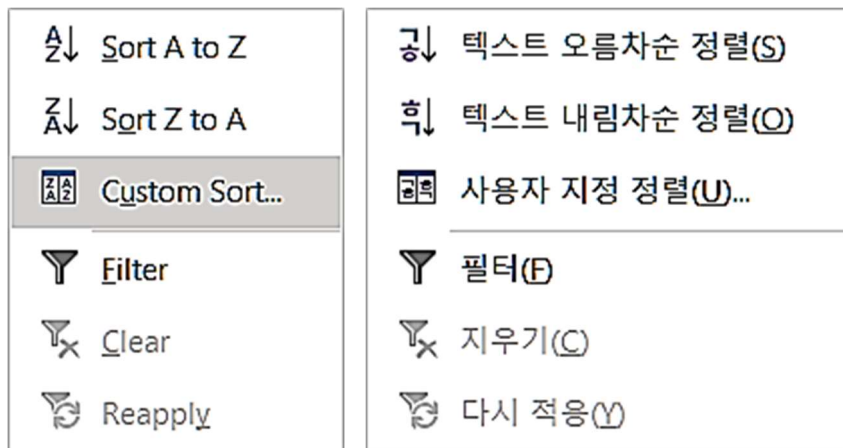 Sort A to Z
Sort Z to A
Custom Sort...
Filter
Clear
Reapply
텍스트 오름차순 정렬(S)
텍스트 내림차순 정렬(O)
사용자 지정 정렬(U)...
필터(F)
지우기(C)
다시 적용(Y)